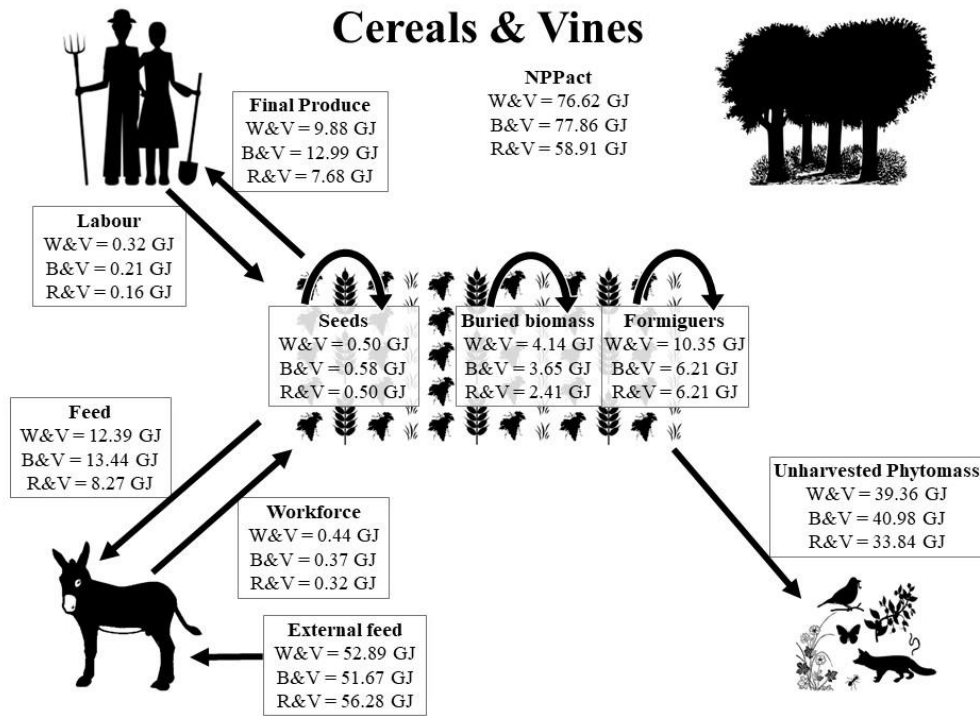 Cereals & Vines
NPPact
W&V = 76.62 GJ
B&V = 77.86 GJ
R&V = 58.91 GJ
Final Produce
W&V = 9.88 GJ
B&V = 12.99 GJ
R&V = 7.68 GJ
Labour
W&V = 0.32 GJ
B&V = 0.21 GJ
R&V = 0.16 GJ
Seeds
W&V = 0.50 GJ
B&V = 0.58 GJ
R&V = 0.50 GJ
Buried biomass
W&V = 4.14 GJ
B&V = 3.65 GJ
R&V = 2.41 GJ
Formiguers
W&V = 10.35 GJ
B&V = 6.21 GJ
R&V = 6.21 GJ
Feed
W&V = 12.39 GJ
B&V = 13.44 GJ
R&V = 8.27 GJ
Workforce
W&V = 0.44 GJ
B&V = 0.37 GJ
R&V = 0.32 GJ
External feed
W&V = 52.89 GJ
B&V = 51.67 GJ
R&V = 56.28 GJ
Unharvested Phytomass
W&V = 39.36 GJ
B&V = 40.98 GJ
R&V = 33.84 GJ